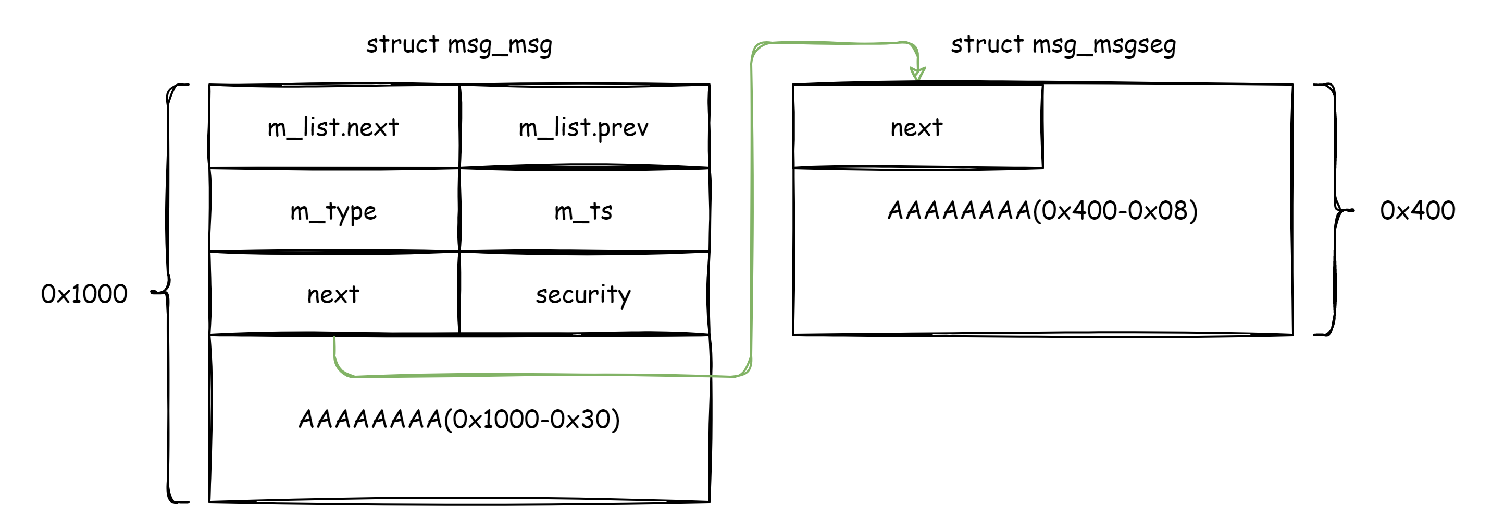 struct msg_msg
m_list.next
m_list.prev
m_type
m_ts
next
security
AAAAAAAA(0x1000-0x30)
0x1000
struct msg_msgseg
next
AAAAAAAA(0x400-0x08)
0x400